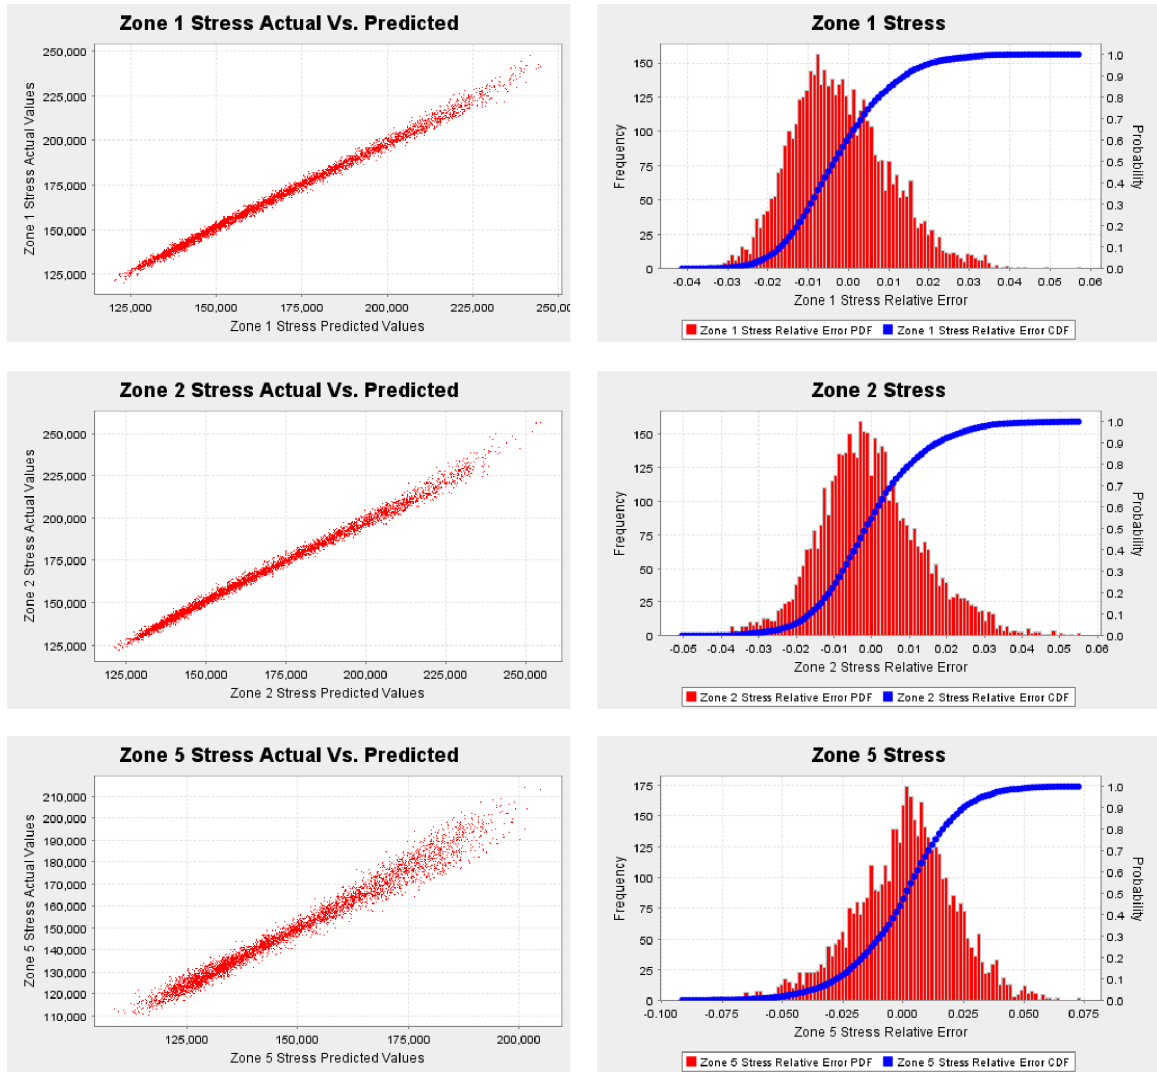 Zone 1 Stress Actual Vs. Predicted
250,000
225,000
200,000
175,000
150,000
125,000
Zone 1 Stress Actual Values
125,000 150,000 175,000 200,000 225,000 250,000
Zone 1 Stress Predicted Values
Zone 1 Stress
150
125
100
75
50
25
0
Frequency
1.0
0.9
0.8
0.7
0.6
0.5
0.4
0.3
0.2
0.1
0.0
Probability
-0.04 -0.03 -0.02 -0.01 0.00 0.01 0.02 0.03 0.04 0.05 0.06
Zone 1 Stress Relative Error
Zone 1 Stress Relative Error PDF Zone 1 Stress Relative Error CDF
Zone 2 Stress Actual Vs. Predicted
250,000
225,000
200,000
175,000
150,000
125,000
Zone 2 Stress Actual Values
125,000 150,000 175,000 200,000 225,000 250,000
Zone 2 Stress Predicted Values
Zone 2 Stress
150
125
100
75
50
25
0
Frequency
1.0
0.9
0.8
0.7
0.6
0.5
0.4
0.3
0.2
0.1
0.0
Probability
-0.05 -0.04 -0.03 -0.02 -0.01 0.00 0.01 0.02 0.03 0.04 0.05 0.06
Zone 2 Stress Relative Error
Zone 2 Stress Relative Error PDF Zone 2 Stress Relative Error CDF
Zone 5 Stress Actual Vs. Predicted
210,000
200,000
190,000
180,000
170,000
160,000
150,000
140,000
130,000
120,000
110,000
Zone 5 Stress Actual Values
125,000 150,000 175,000 200,000
Zone 5 Stress Predicted Values
Zone 5 Stress
175
150
125
100
75
50
25
0
Frequency
1.0
0.9
0.8
0.7
0.6
0.5
0.4
0.3
0.2
0.1
0.0
Probability
-0.100 -0.075 -0.050 -0.025 0.000 0.025 0.050 0.075
Zone 5 Stress Relative Error
Zone 5 Stress Relative Error PDF Zone 5 Stress Relative Error CDF